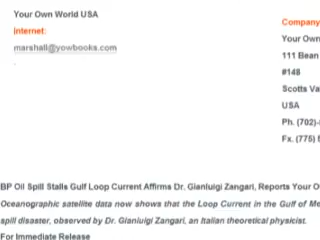 Your Own World USA
Internet:
marshall@yowbooks.com
.
Company
Your Own
111 Bean
#148
Scotts Va
USA
Ph. (702)-
Fx. (775) 5
BP Oil Spill Stalls Gulf Loop Current Affirms Dr. Gianluigi Zangari, Reports Your O
Oceanographic satellite data now shows that the Loop Current in the Gulf of Me
spill disaster, observed by Dr. Gianluigi Zangari, an Italian theoretical physicist.
For Immediate Release